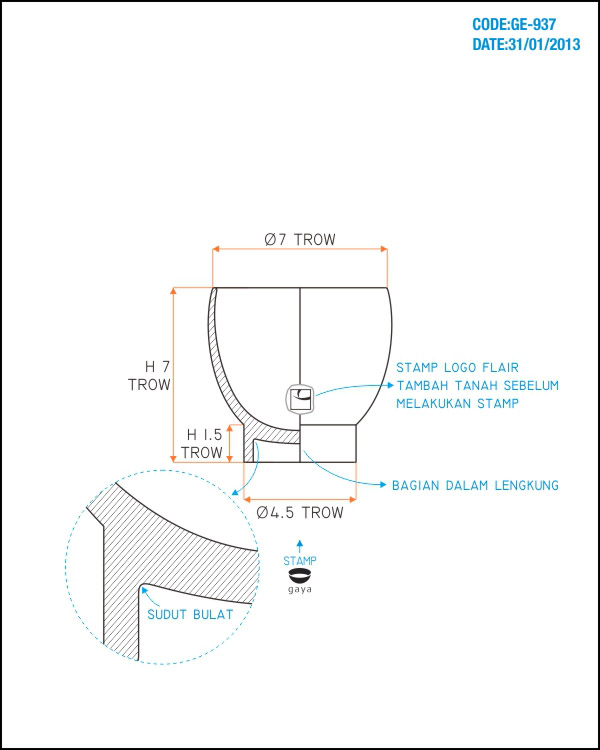 CODE:GE-937
DATE:31/01/2013
Ø7 TROW
H 7
TROW
STAMP LOGO FLAIR
TAMBAH TANAH SEBELUM
MELAKUKAN STAMP
H 1.5
TROW
BAGIAN DALAM LENGKUNG
Ø4.5 TROW
STAMP
gaya
SUDUT BULAT